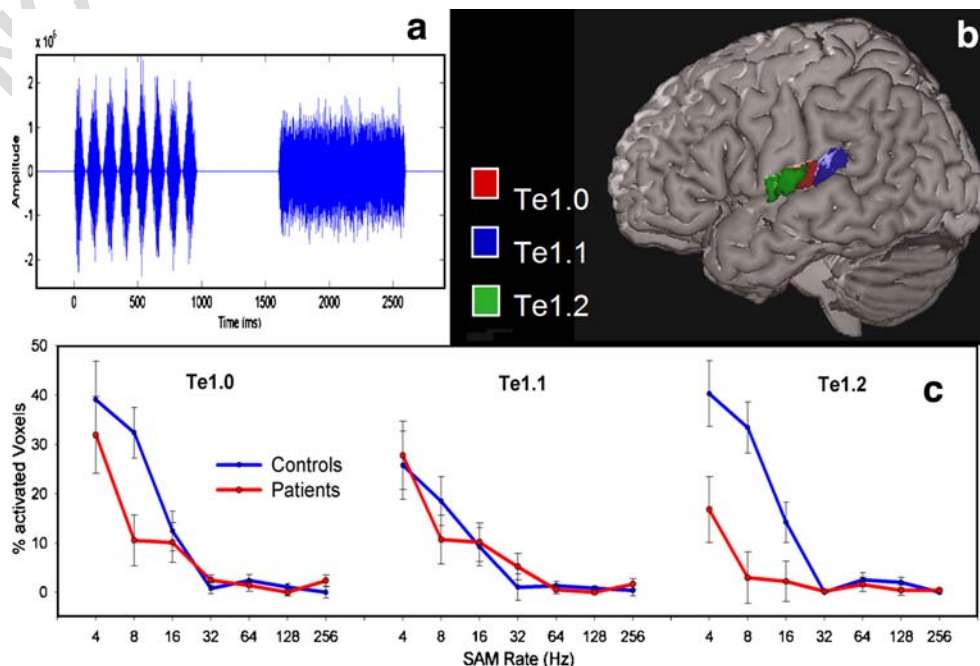 a
x 10⁵
2
1
0
-1
-2
Amplitude
0 500 1000 1500 2000 2500
Time (ms)
b
Te1.0
Te1.1
Te1.2
c
50
40
30
20
10
0
% activated Voxels
Te1.0
Te1.1
Te1.2
Controls
Patients
4 8 16 32 64 128 256
4 8 16 32 64 128 256
4 8 16 32 64 128 256
SAM Rate (Hz)